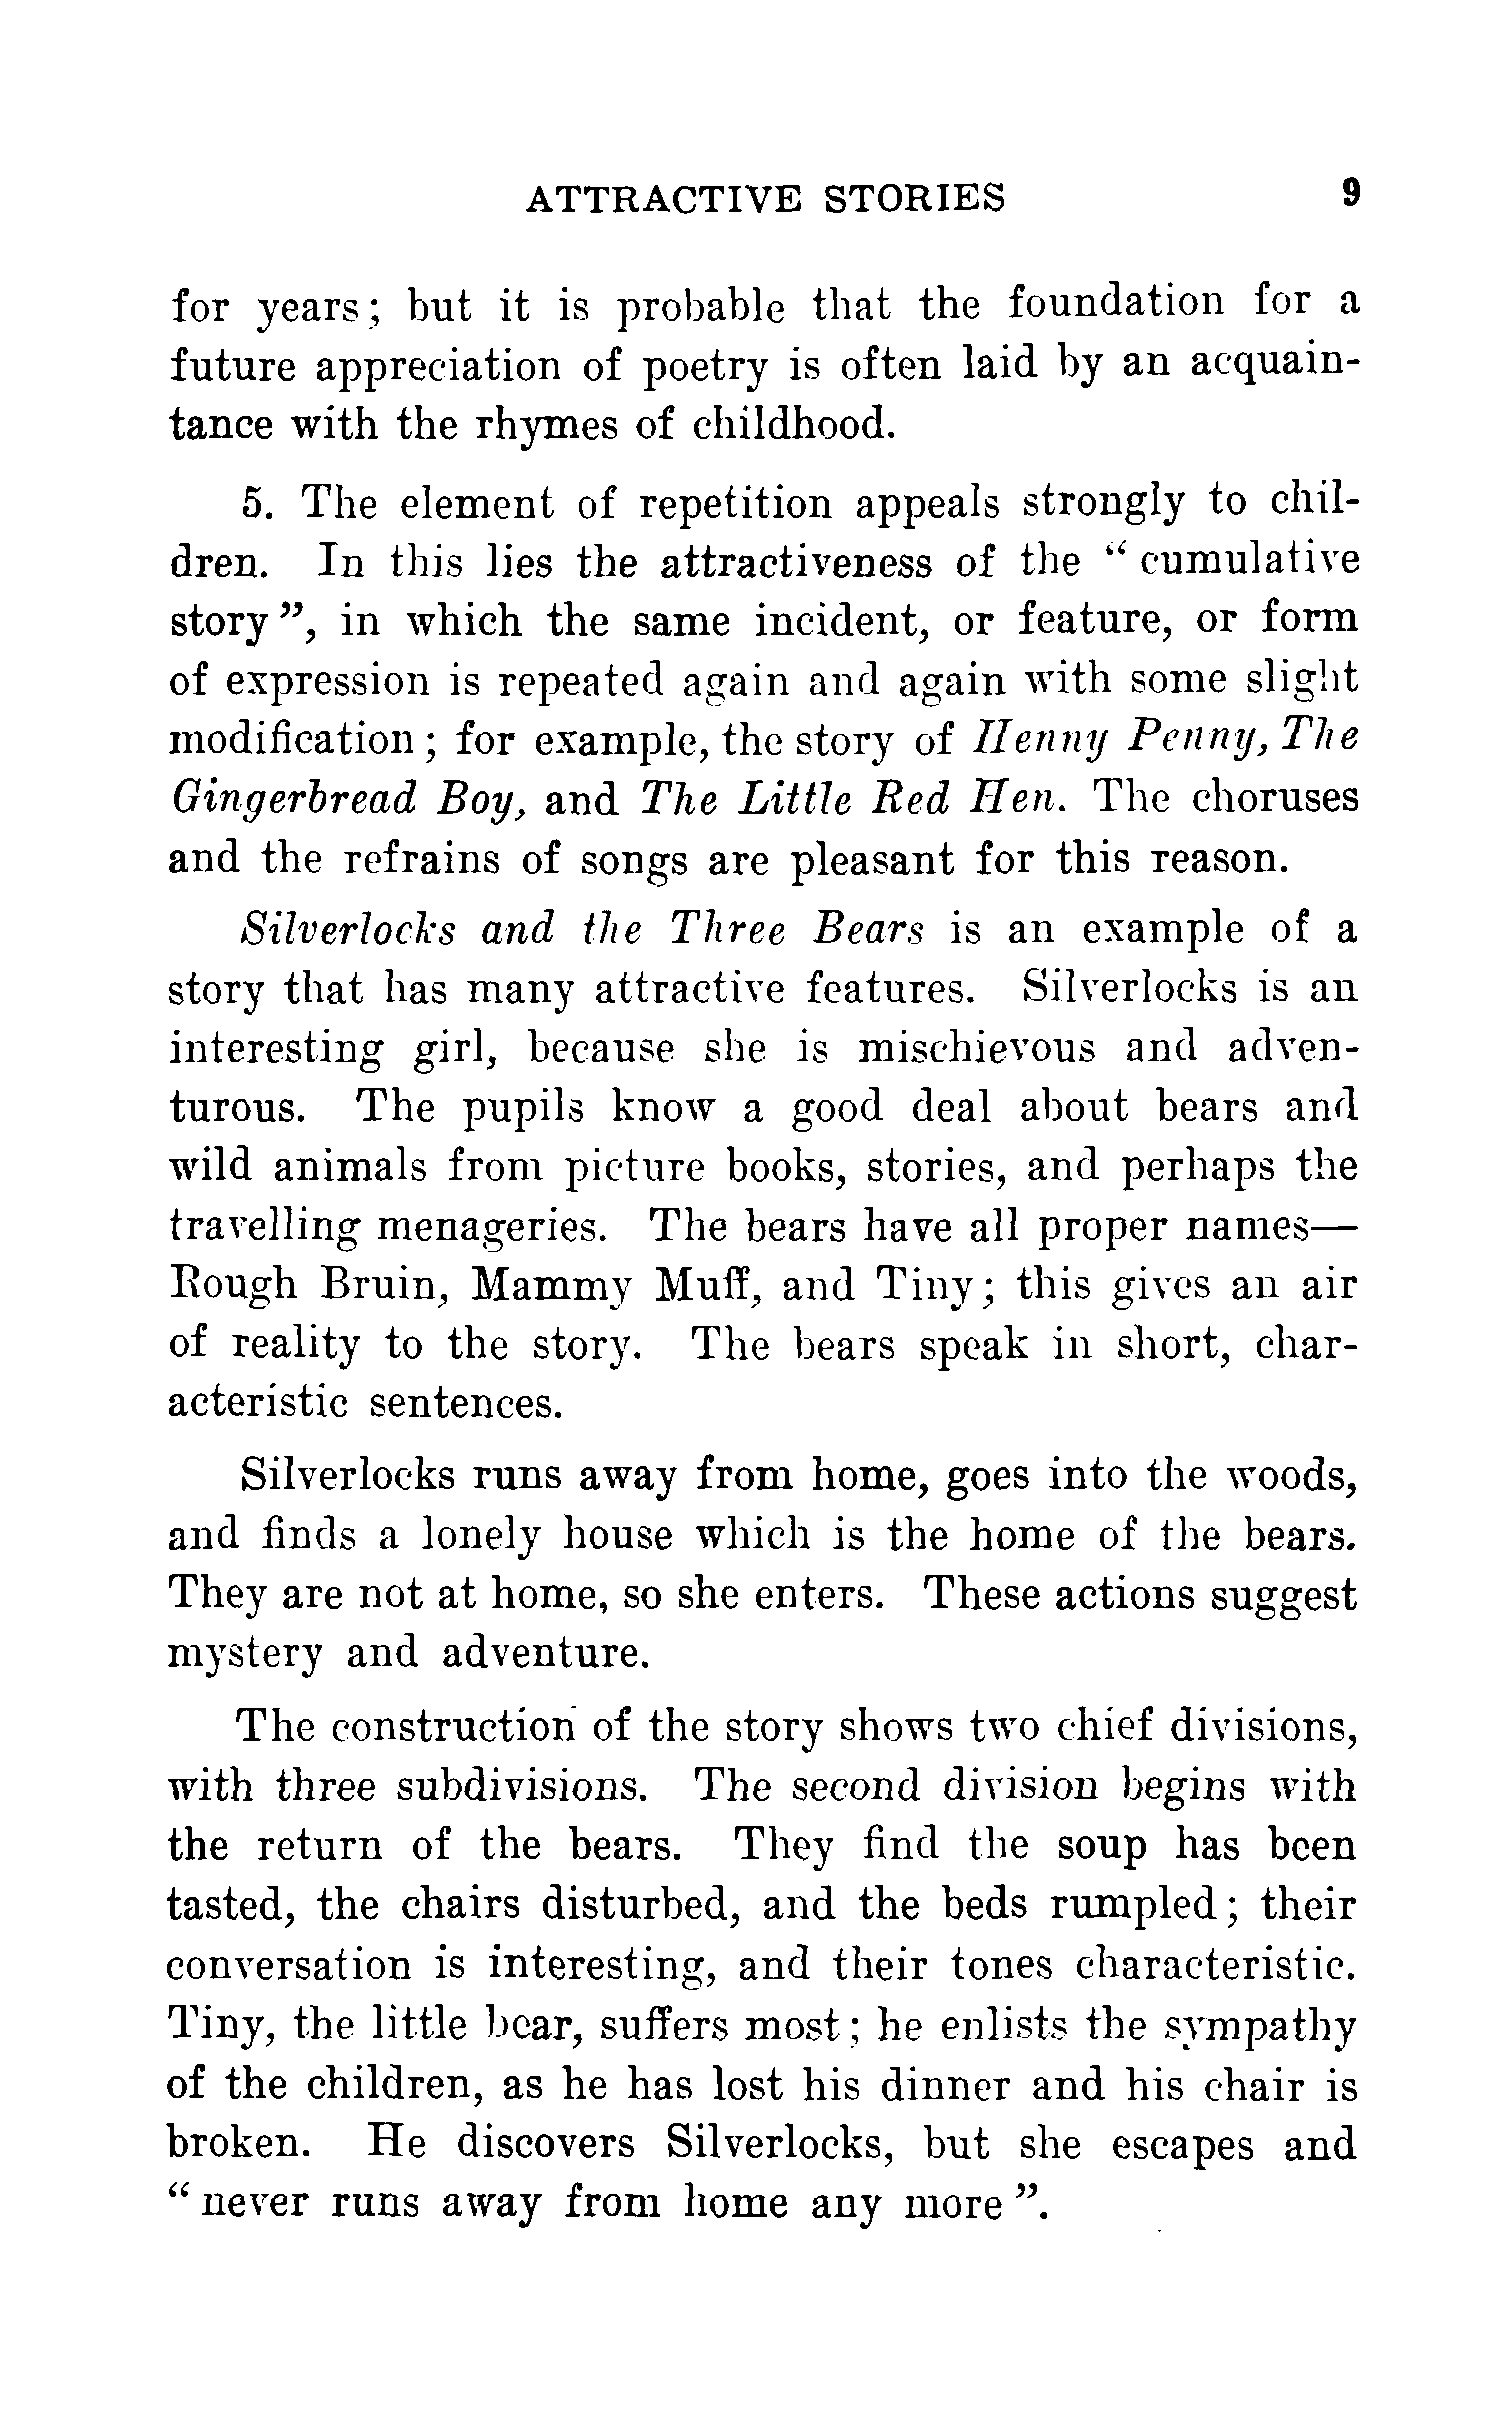 ATTRACTIVE STORIES 9
for years; but it is probable that the foundation for a
future appreciation of poetry is often laid by an acquain-
tance with the rhymes of childhood.
5. The element of repetition appeals strongly to chil-
dren. In this lies the attractiveness of the “cumulative
story”, in which the same incident, or feature, or form
of expression is repeated again and again with some slight
modification; for example, the story of Henny Penny, The
Gingerbread Boy, and The Little Red Hen. The choruses
and the refrains of songs are pleasant for this reason.
Silverlocks and the Three Bears is an example of a
story that has many attractive features. Silverlocks is an
interesting girl, because she is mischievous and adven-
turous. The pupils know a good deal about bears and
wild animals from picture books, stories, and perhaps the
travelling menageries. The bears have all proper names—
Rough Bruin, Mammy Muff, and Tiny; this gives an air
of reality to the story. The bears speak in short, char-
acteristic sentences.
Silverlocks runs away from home, goes into the woods,
and finds a lonely house which is the home of the bears.
They are not at home, so she enters. These actions suggest
mystery and adventure.
The construction of the story shows two chief divisions,
with three subdivisions. The second division begins with
the return of the bears. They find the soup has been
tasted, the chairs disturbed, and the beds rumpled; their
conversation is interesting, and their tones characteristic.
Tiny, the little bear, suffers most; he enlists the sympathy
of the children, as he has lost his dinner and his chair is
broken. He discovers Silverlocks, but she escapes and
“never runs away from home any more”.